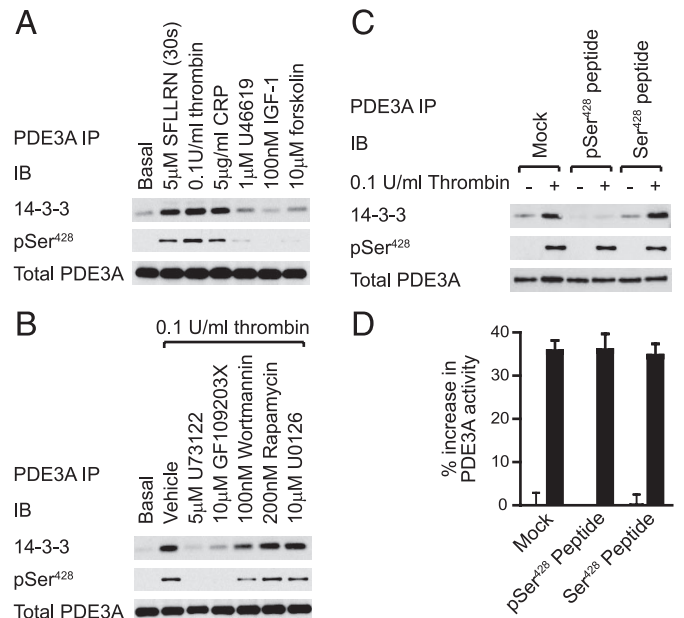 A
PDE3A IP
IB
Basal
5µM SFLLRN (30s)
0.1U/ml thrombin
5µg/ml CRP
1µM U46619
100nM IGF-1
10µM forskolin
14-3-3
pSer⁴²⁸
Total PDE3A
B
0.1 U/ml thrombin
PDE3A IP
IB
Basal
Vehicle
5µM U73122
10µM GF109203X
100nM Wortmannin
200nM Rapamycin
10µM U0126
14-3-3
pSer⁴²⁸
Total PDE3A
C
PDE3A IP
IB
Mock
pSer⁴²⁸ peptide
Ser⁴²⁸ peptide
0.1 U/ml Thrombin - + - + - +
14-3-3
pSer⁴²⁸
Total PDE3A
D
% increase in
PDE3A activity
40
30
20
10
0
Mock
pSer⁴²⁸ Peptide
Ser⁴²⁸ Peptide